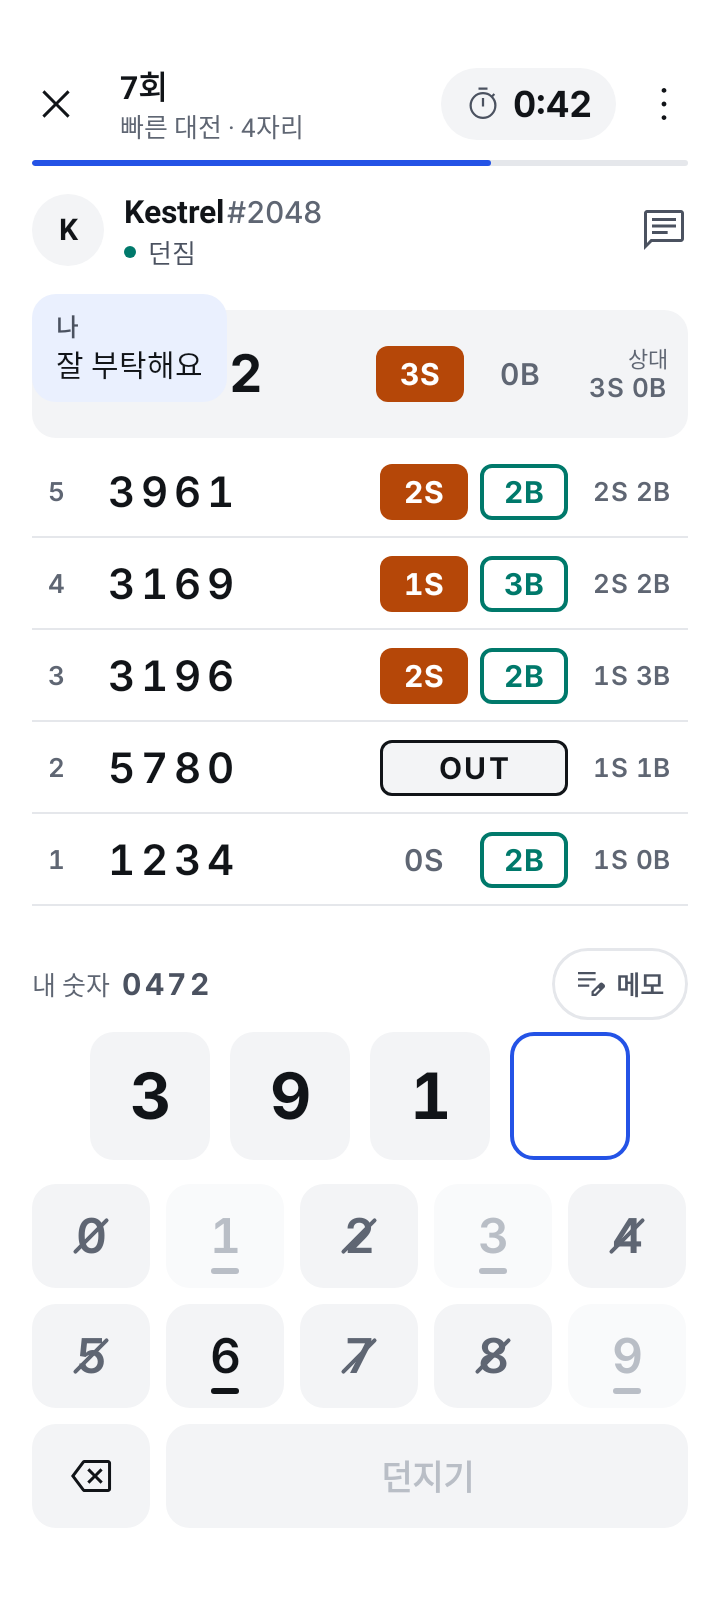 7회
빠른 대전 · 4자리
0:42
K
Kestrel#2048
던짐
나
잘 부탁해요
2 3S 0B 상대
3S 0B
5 3961 2S 2B 2S 2B
4 3169 1S 3B 2S 2B
3 3196 2S 2B 1S 3B
2 5780 OUT 1S 1B
1 1234 0S 2B 1S 0B
내 숫자 0472 메모
3 9 1
0 1 2 3 4
5 6 7 8 9
던지기